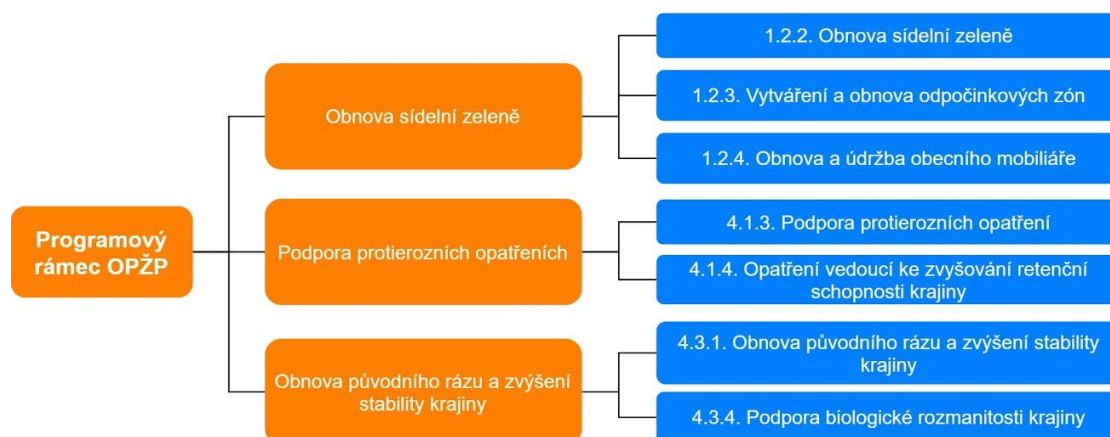 Programový
rámec OPŽP
Obnova sídelní zeleně
1.2.2. Obnova sídelní zeleně
1.2.3. Vytváření a obnova odpočinkových zón
1.2.4. Obnova a údržba obecního mobiliáře
Podpora protierozních opatřeních
4.1.3. Podpora protierozních opatření
4.1.4. Opatření vedoucí ke zvyšování retenční
schopnosti krajiny
Obnova původního rázu a zvýšení
stability krajiny
4.3.1. Obnova původního rázu a zvýšení stability
krajiny
4.3.4. Podpora biologické rozmanitosti krajiny